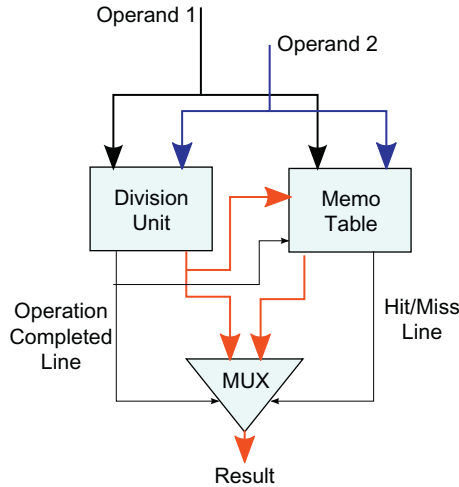 Operand 1
Operand 2
Division
Unit
Memo
Table
Operation
Completed
Line
Hit/Miss
Line
MUX
Result